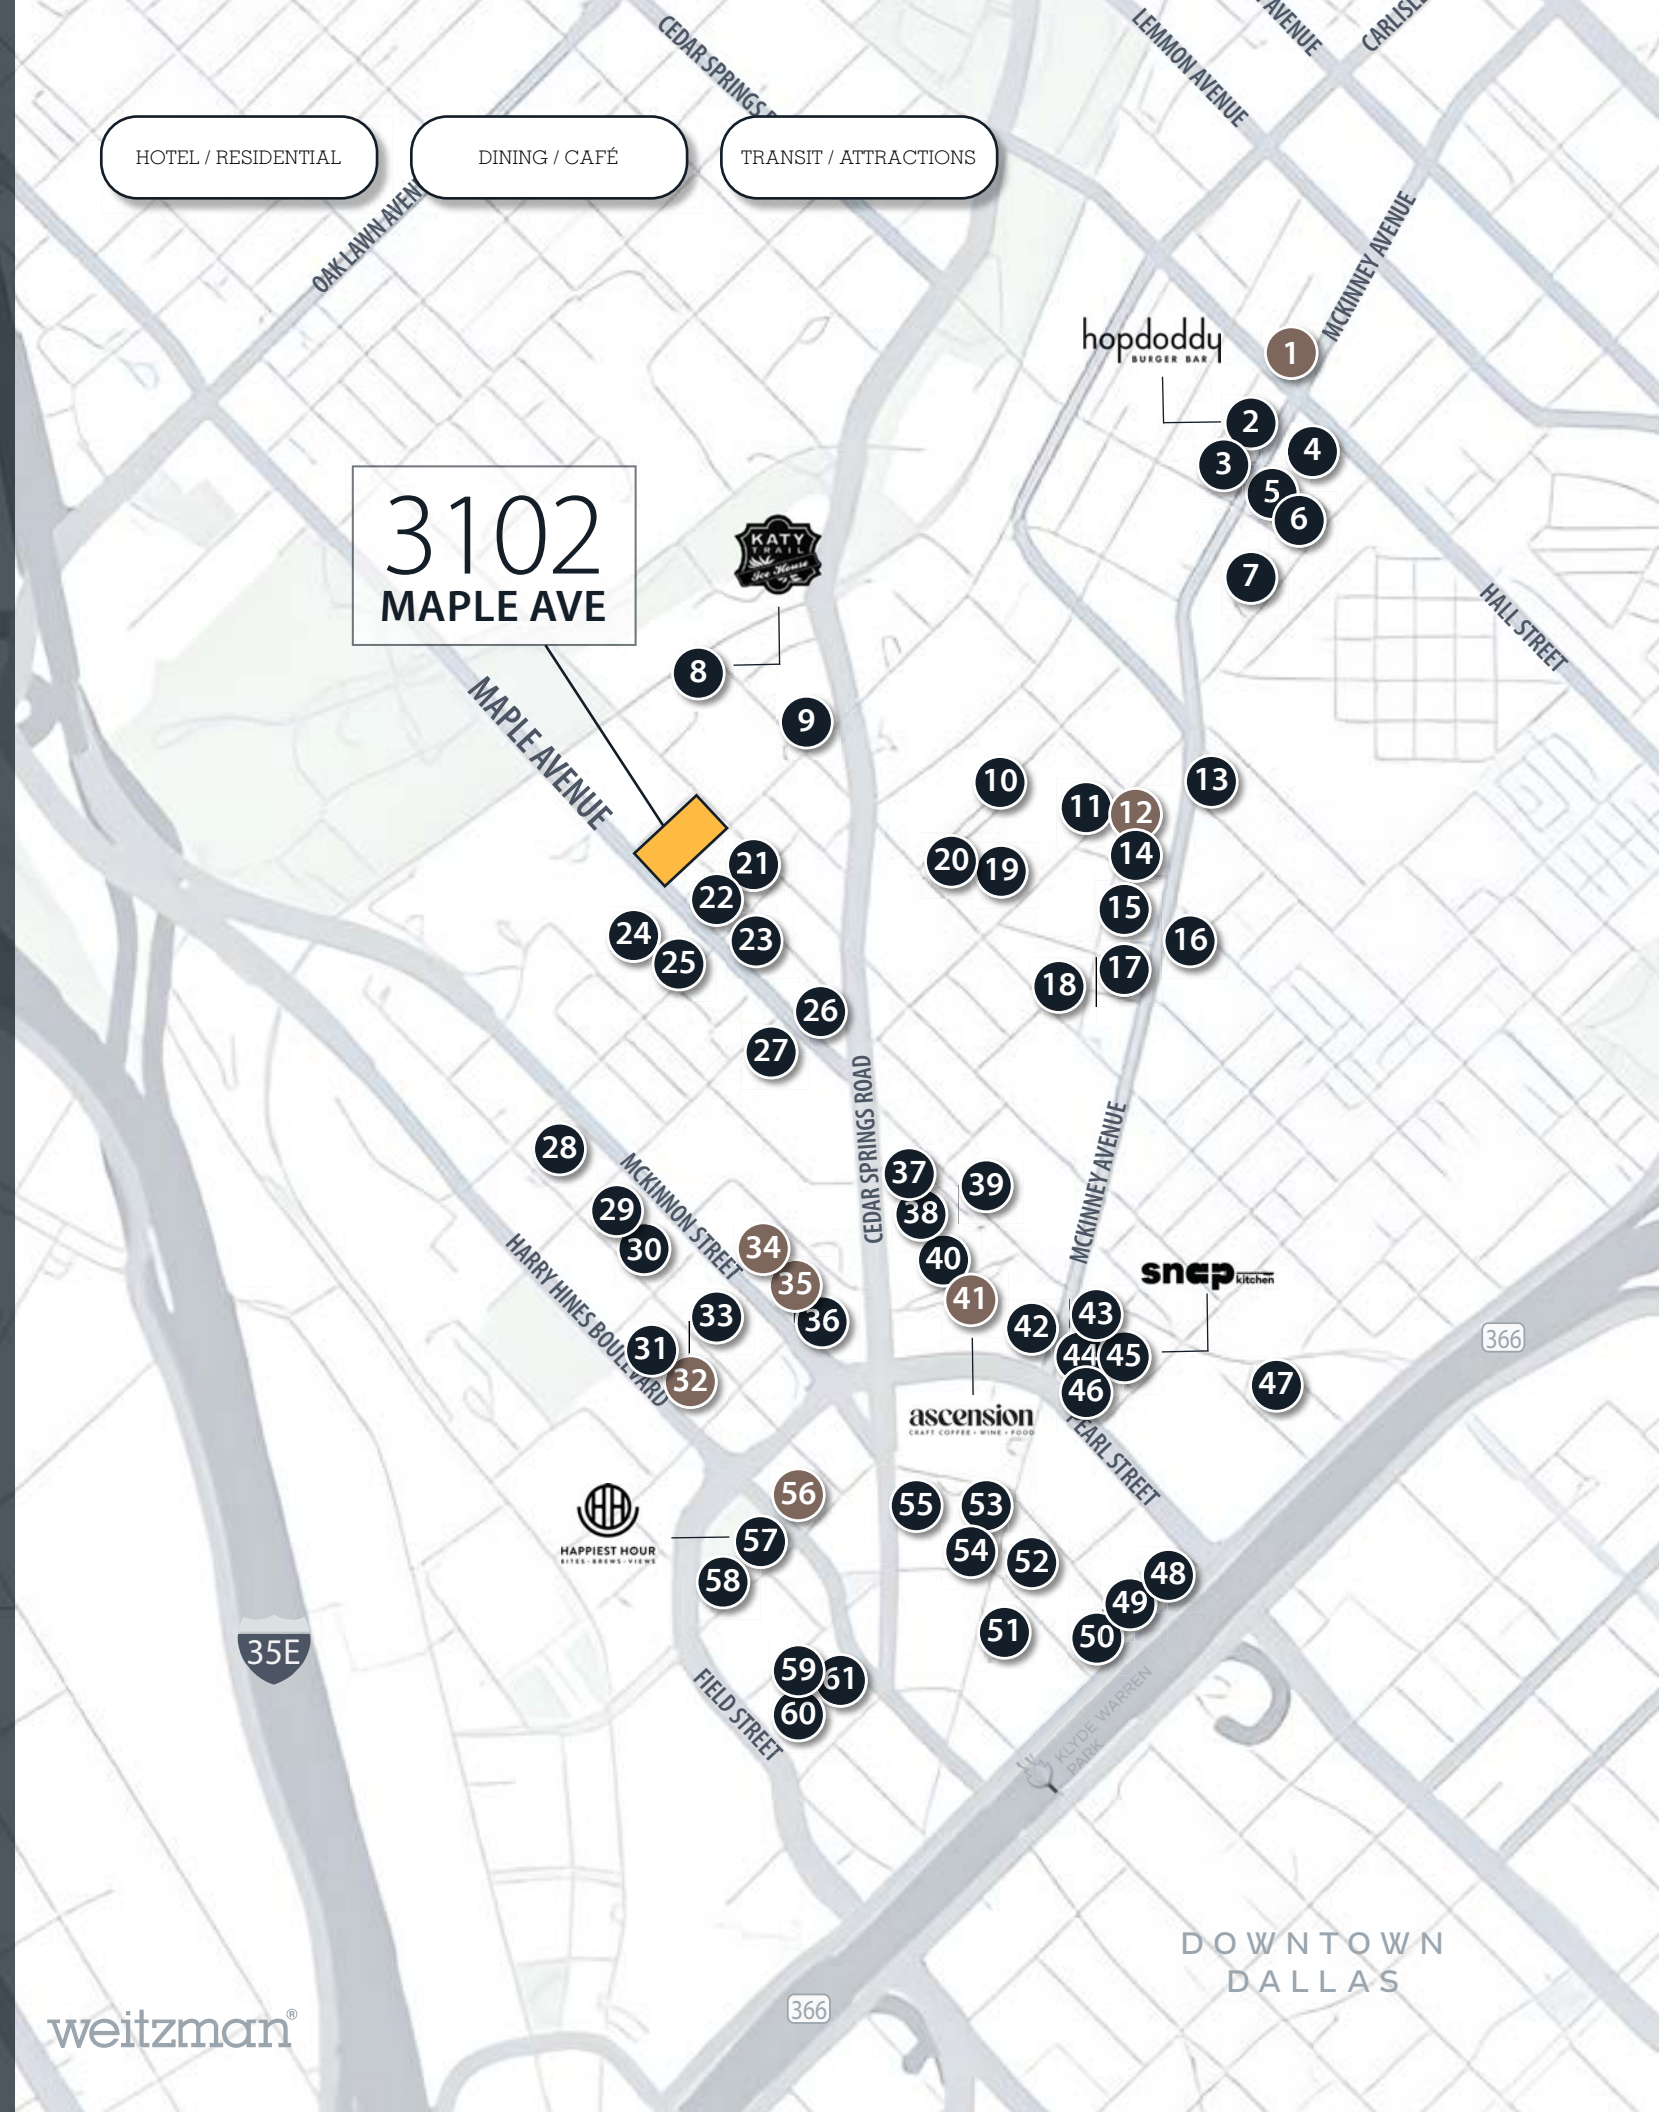 CEDAR SPRINGS
LEMMON AVENUE
AVENUE
HOTEL / RESIDENTIAL
DINING / CAFÉ
TRANSIT / ATTRACTIONS
OAK LAWN
MCKINNEY AVENUE
hopdoddy
BURGER BAR
1
2
3
4
5
6
7
3102
MAPLE AVE
KATY
TRAIL
Ice House
HALL STREET
8
9
MAPLE AVENUE
10
11
12
13
14
15
16
17
18
19
20
21
22
23
24
25
26
27
CEDAR SPRINGS ROAD
MCKINNEY AVENUE
28
29
30
MCKINNON STREET
HARRY HINES BOULEVARD
31
32
33
34
35
36
37
38
39
40
41
42
43
44
45
46
47
snap
kitchen
366
ascension
CRAFT COFFEE • WINE • FOOD
PEARL STREET
HAPPIEST HOUR
BITES • BREWS • VIEWS
56
57
58
55
53
54
52
51
50
49
48
35E
59
61
60
FIELD STREET
KLYDE WARREN
PARK
DOWNTOWN
DALLAS
366
weitzman®